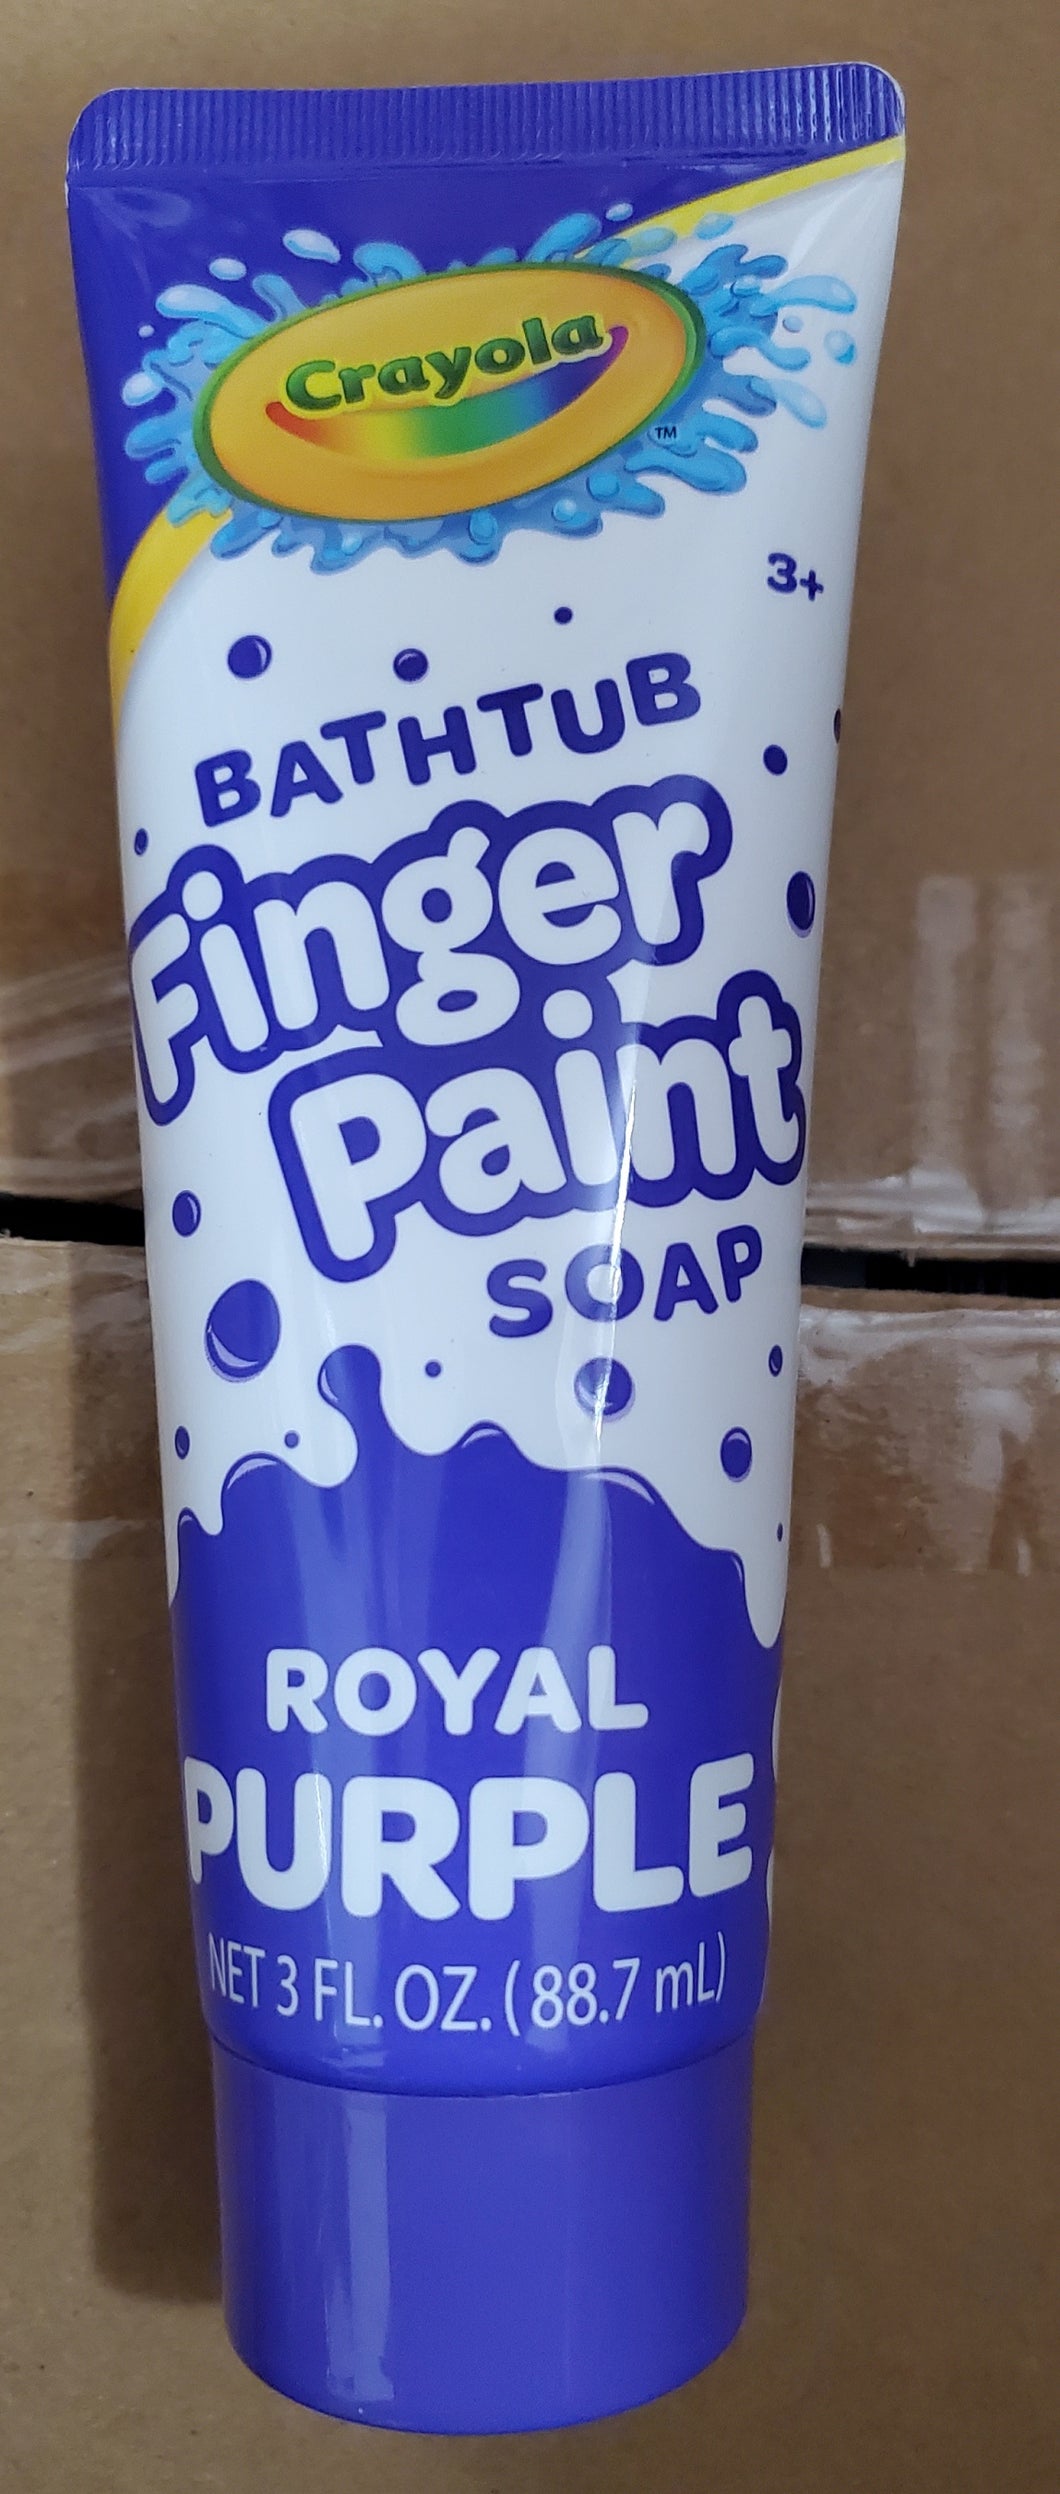 Crayola
TM
3+
BATHTUB
Finger
Paint
SOAP
ROYAL
PURPLE
NET 3 FL. OZ. (88.7 mL)